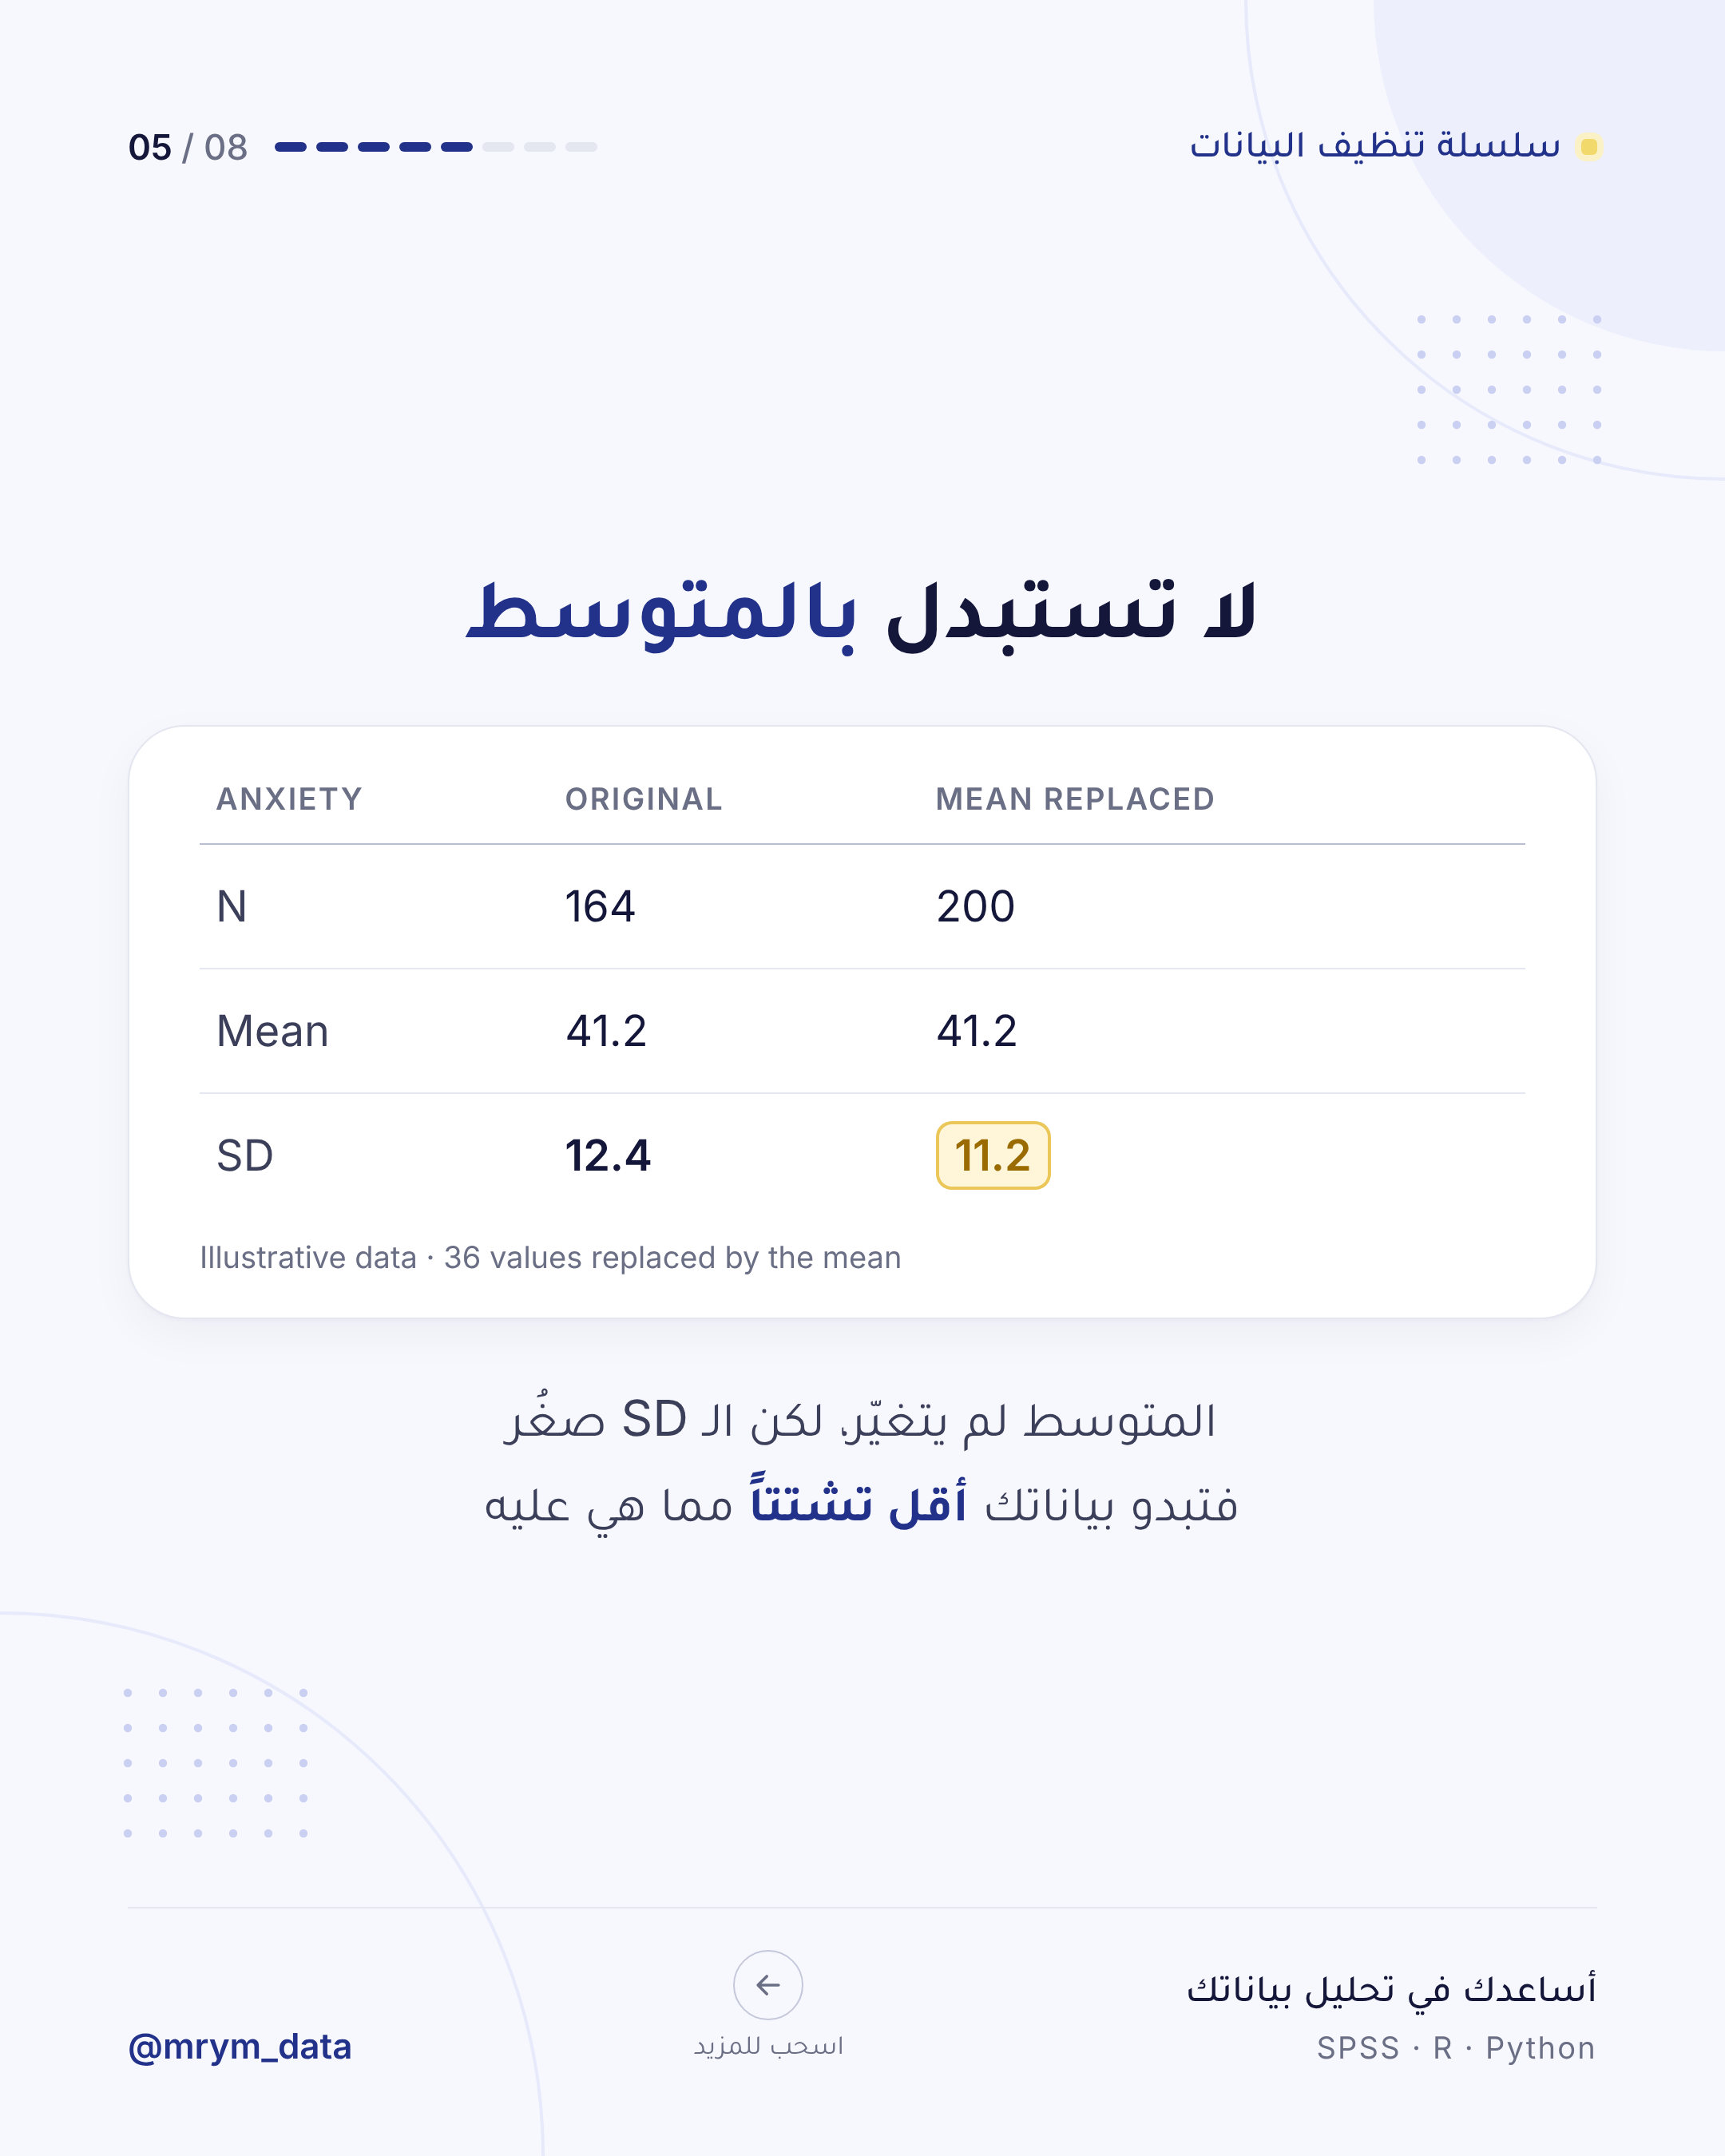 سلسلة تنظيف البيانات
05 / 08
لا تستبدل بالمتوسط
ANXIETY ORIGINAL MEAN REPLACED
N 164 200
Mean 41.2 41.2
SD 12.4 11.2
Illustrative data · 36 values replaced by the mean
المتوسط لم يتغيّر، لكن الـ SD صغُر
فتبدو بياناتك أقل تشتتاً مما هي عليه
أساعدك في تحليل بياناتك
SPSS · R · Python
اسحب للمزيد
@mrym_data